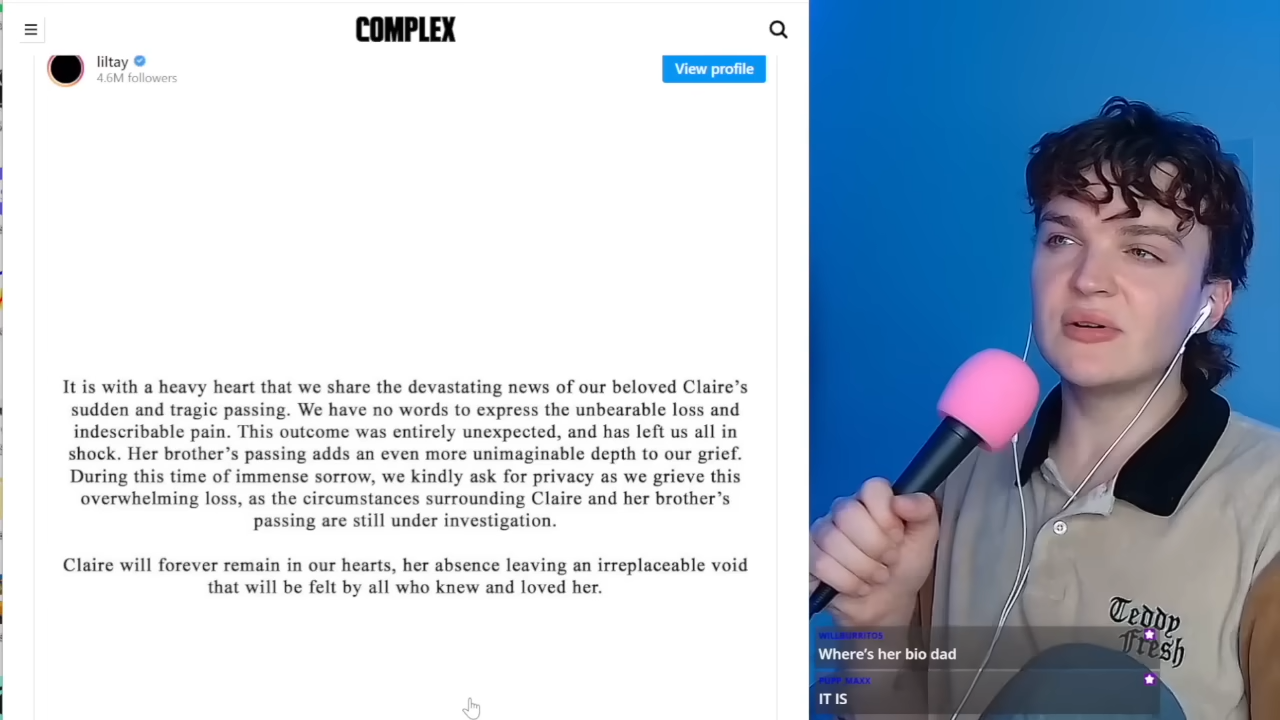 COMPLEX
liltay
4.6M followers
View profile
It is with a heavy heart that we share the devastating news of our beloved Claire's
sudden and tragic passing. We have no words to express the unbearable loss and
indescribable pain. This outcome was entirely unexpected, and has left us all in
shock. Her brother's passing adds an even more unimaginable depth to our grief.
During this time of immense sorrow, we kindly ask for privacy as we grieve this
overwhelming loss, as the circumstances surrounding Claire and her brother's
passing are still under investigation.
Claire will forever remain in our hearts, her absence leaving an irreplaceable void
that will be felt by all who knew and loved her.
Teddy
Fresh
WILLBURRITOS
Where's her bio dad
PUFF MAXX
IT IS